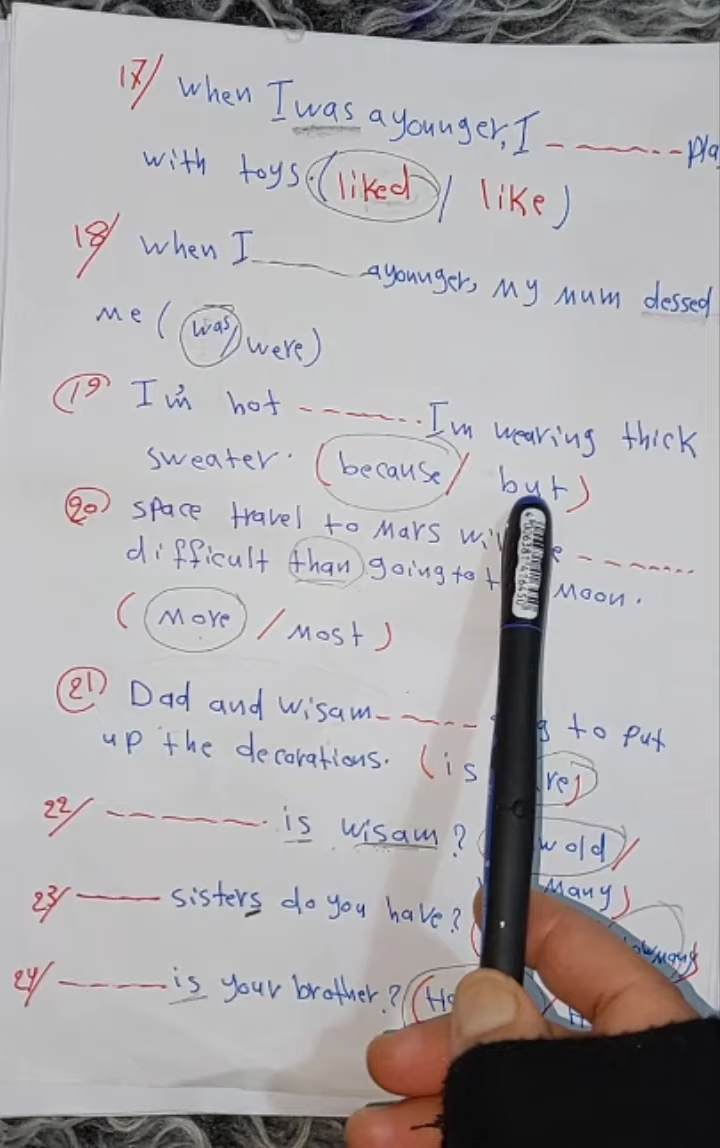 17/ when I was a younger, I ------- pla
with toys. (liked / like)
18/ when I ______ a younger, my mum dessed
me (was/ were)
19 I'm hot ------- Im wearing thick
sweater. (because / but)
20 space travel to mars -------
difficult than going to Moon.
(more / most)
21 Dad and wisam ------- to put
up the decorations. (is
22/ ------- is wisam? old /
many)
23/ ------- sisters do you have?
many)
24/ ------- is your brother? (